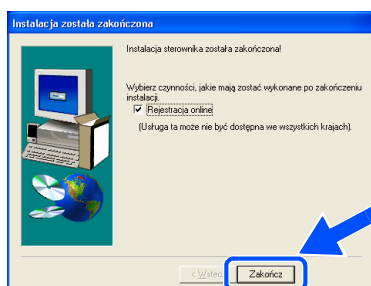 Instalacja została zakończona
Instalacja sterownika została zakończona!
Wybierz czynności, jakie mają zostać wykonane po zakończeniu
instalacji.
Rejestracja online
(Usługa ta może nie być dostępna we wszystkich krajach).
< Wstecz
Zakończ